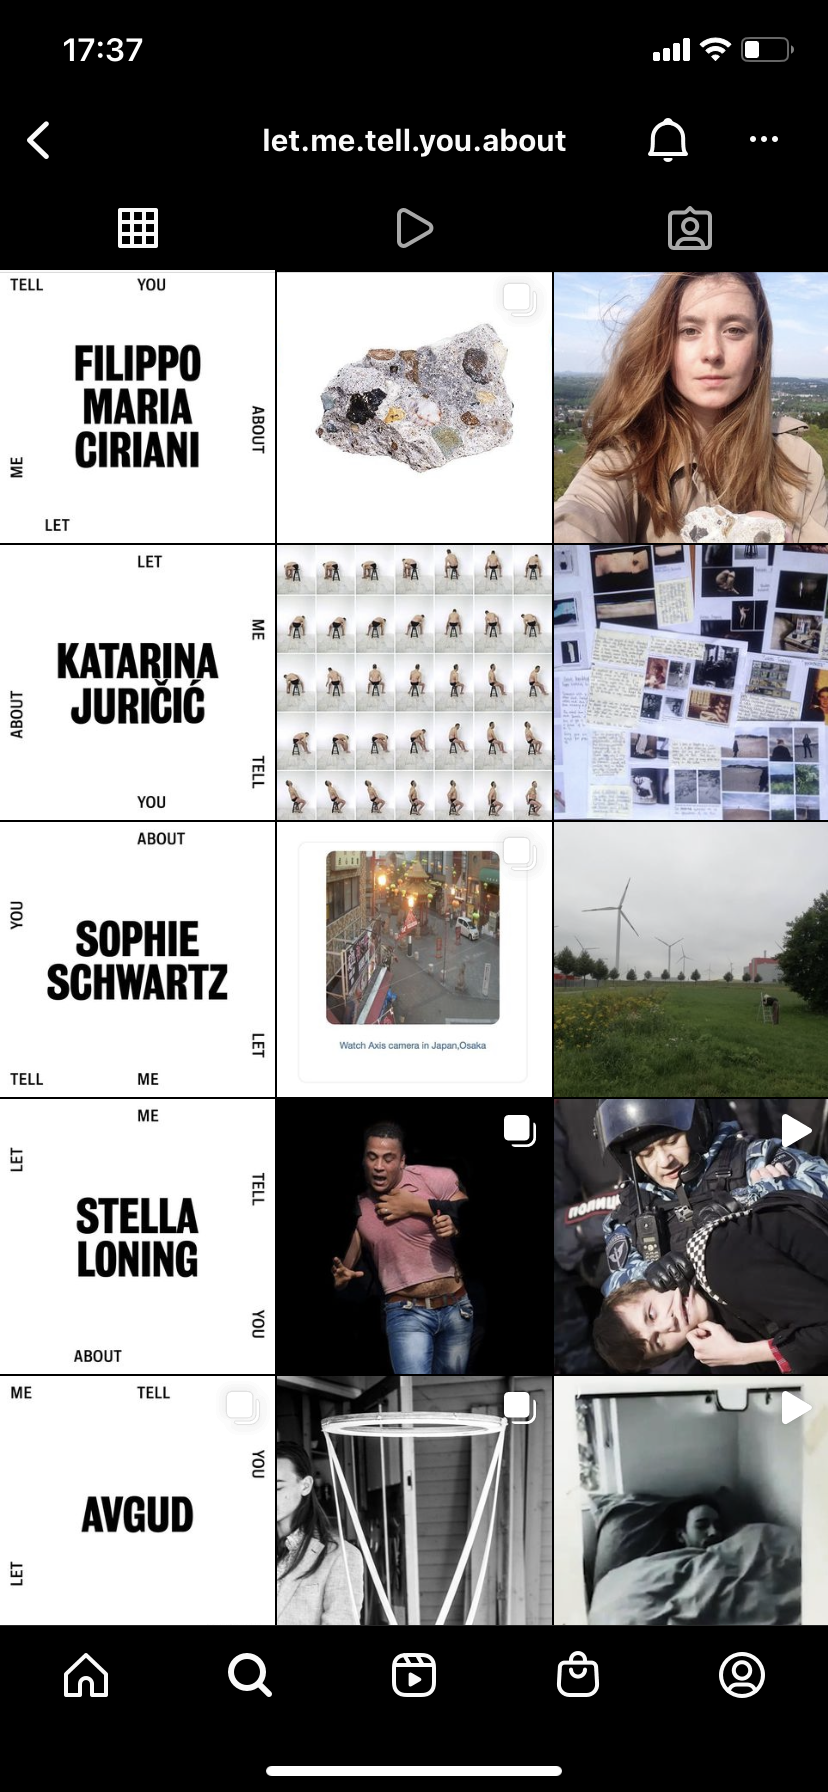 17:37
let.me.tell.you.about
TELL YOU
FILIPPO
MARIA
CIRIANI
ABOUT
ME
LET
LET
ME
KATARINA
JURIČIĆ
ABOUT
TELL
YOU
ABOUT
YOU
SOPHIE
SCHWARTZ
LET
TELL ME
Watch Axis camera in Japan,Osaka
ME
LET
TELL
STELLA
LONING
YOU
ABOUT
ПОЛИЦ
ME TELL
YOU
AVGUD
LET